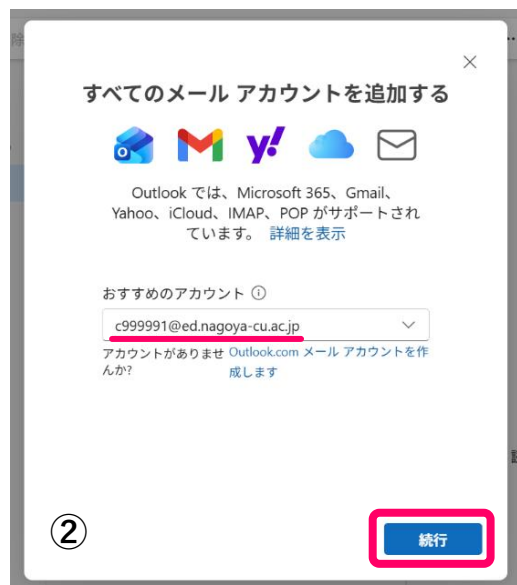 すべてのメール アカウントを追加する
Outlook では、Microsoft 365、Gmail、
Yahoo、iCloud、IMAP、POP がサポートされ
ています。 詳細を表示
おすすめのアカウント
c999991@ed.nagoya-cu.ac.jp
アカウントがありませ
んか?
Outlook.com メール アカウントを作
成します
②
続行